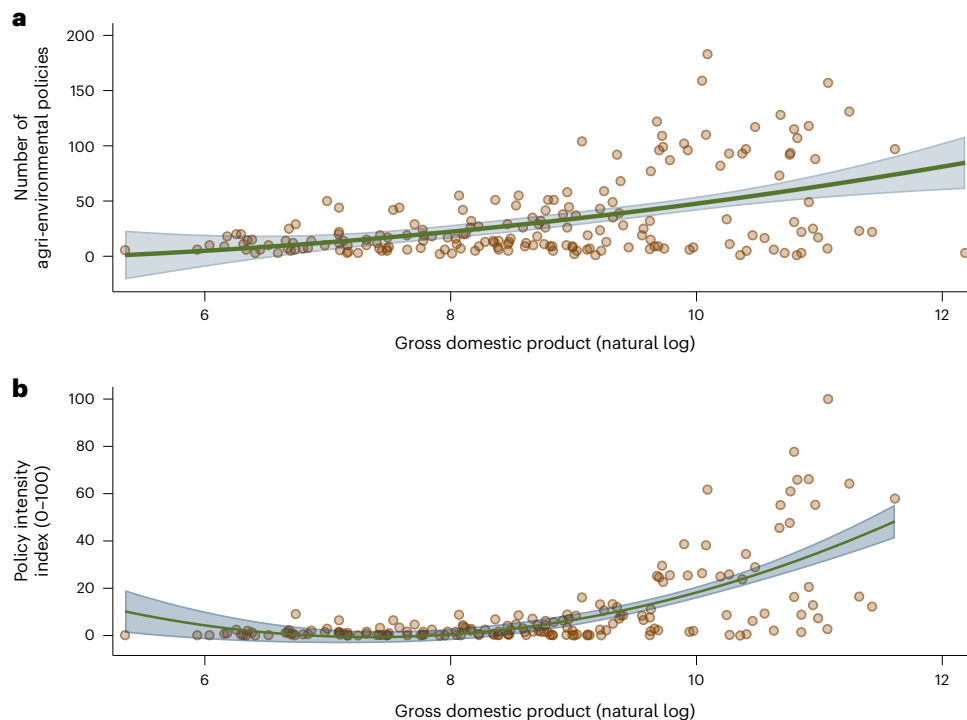 a
Number of
agri-environmental policies
200
150
100
50
0
6 8 10 12
Gross domestic product (natural log)
b
Policy intensity
index (0–100)
100
80
60
40
20
0
6 8 10 12
Gross domestic product (natural log)